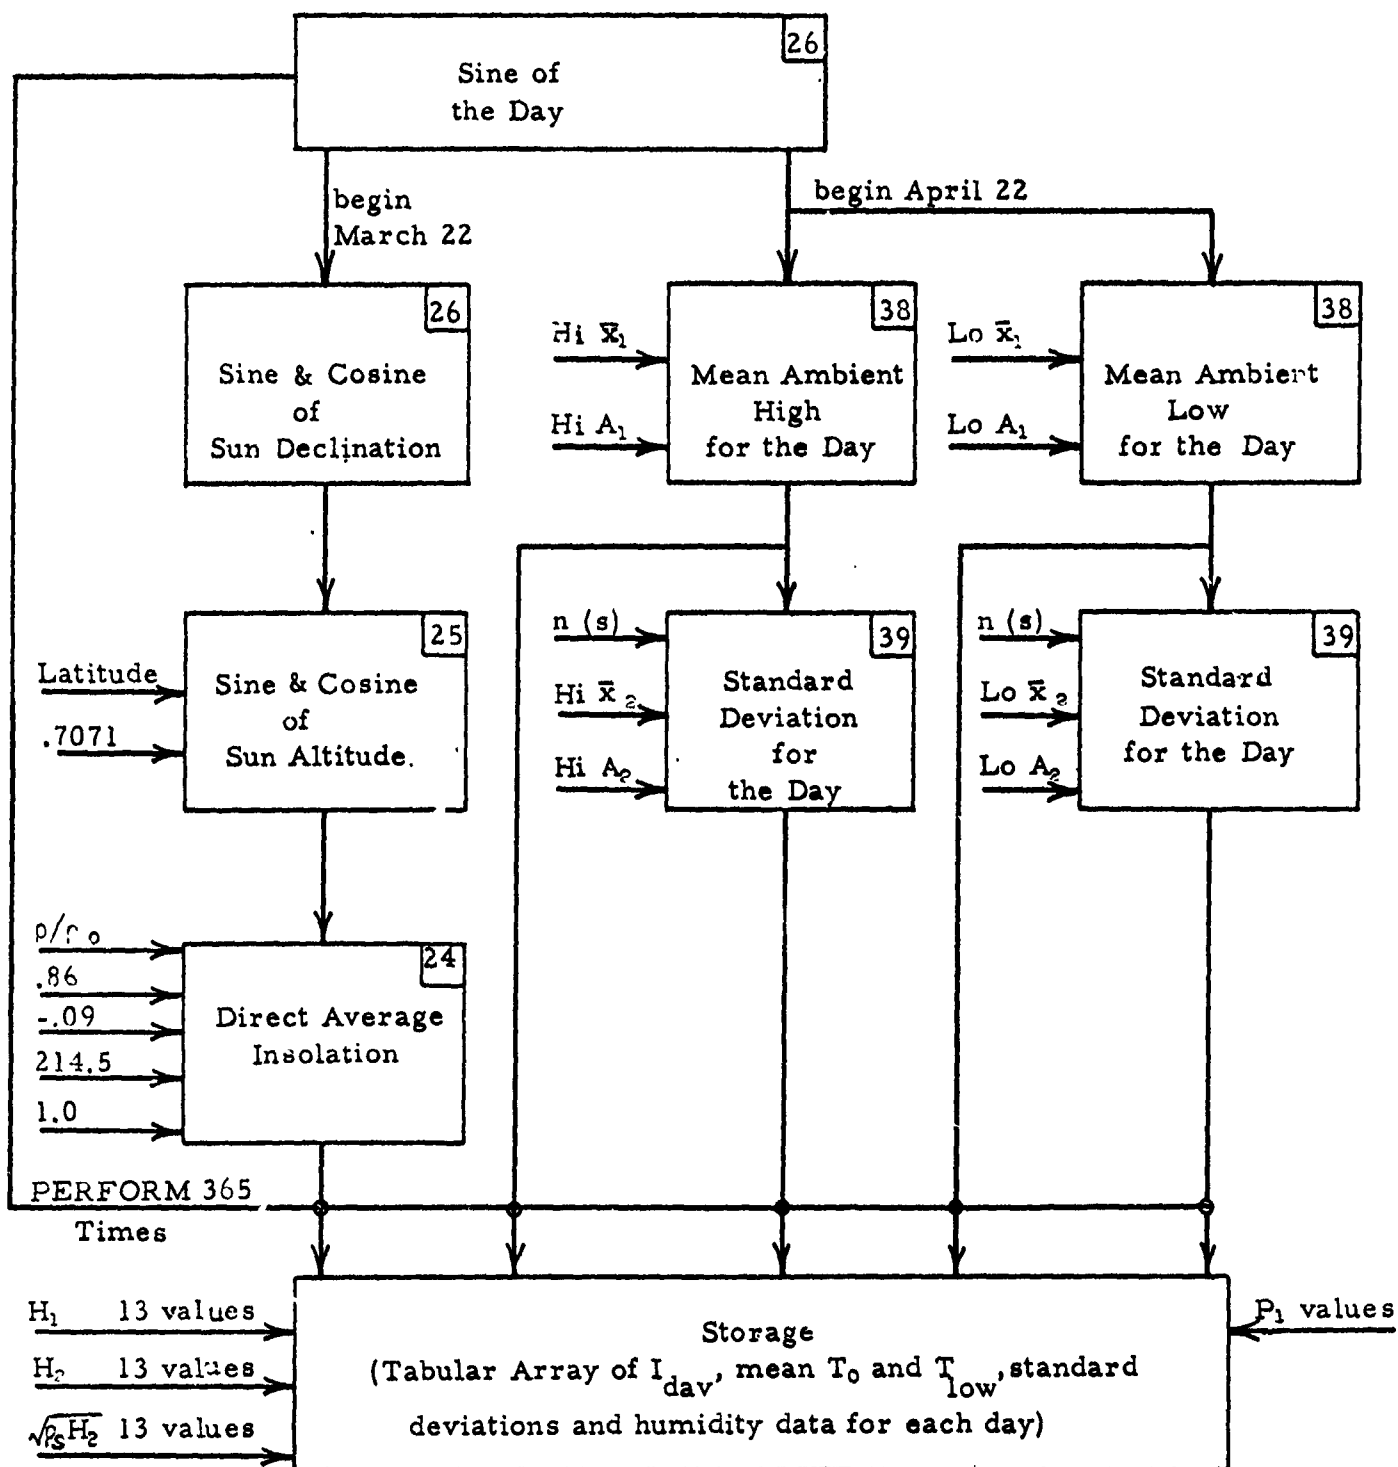 26
Sine of
the Day
begin
March 22
begin April 22
26
Sine & Cosine
of
Sun Declination
Hi x̄₁
Hi A₁
38
Mean Ambient
High
for the Day
Lo x̄₁
Lo A₁
38
Mean Ambient
Low
for the Day
Latitude
.7071
25
Sine & Cosine
of
Sun Altitude.
n (s)
Hi x̄₂
Hi A₂
39
Standard
Deviation
for
the Day
n (s)
Lo x̄₂
Lo A₂
39
Standard
Deviation
for the Day
.86
-.09
214.5
1.0
24
Direct Average
Insolation
PERFORM 365
Times
H₁ 13 values
H₂ 13 values
13 values
P₁ values
Storage
(Tabular Array of I_dav, mean T₀ and T_low, standard
deviations and humidity data for each day)